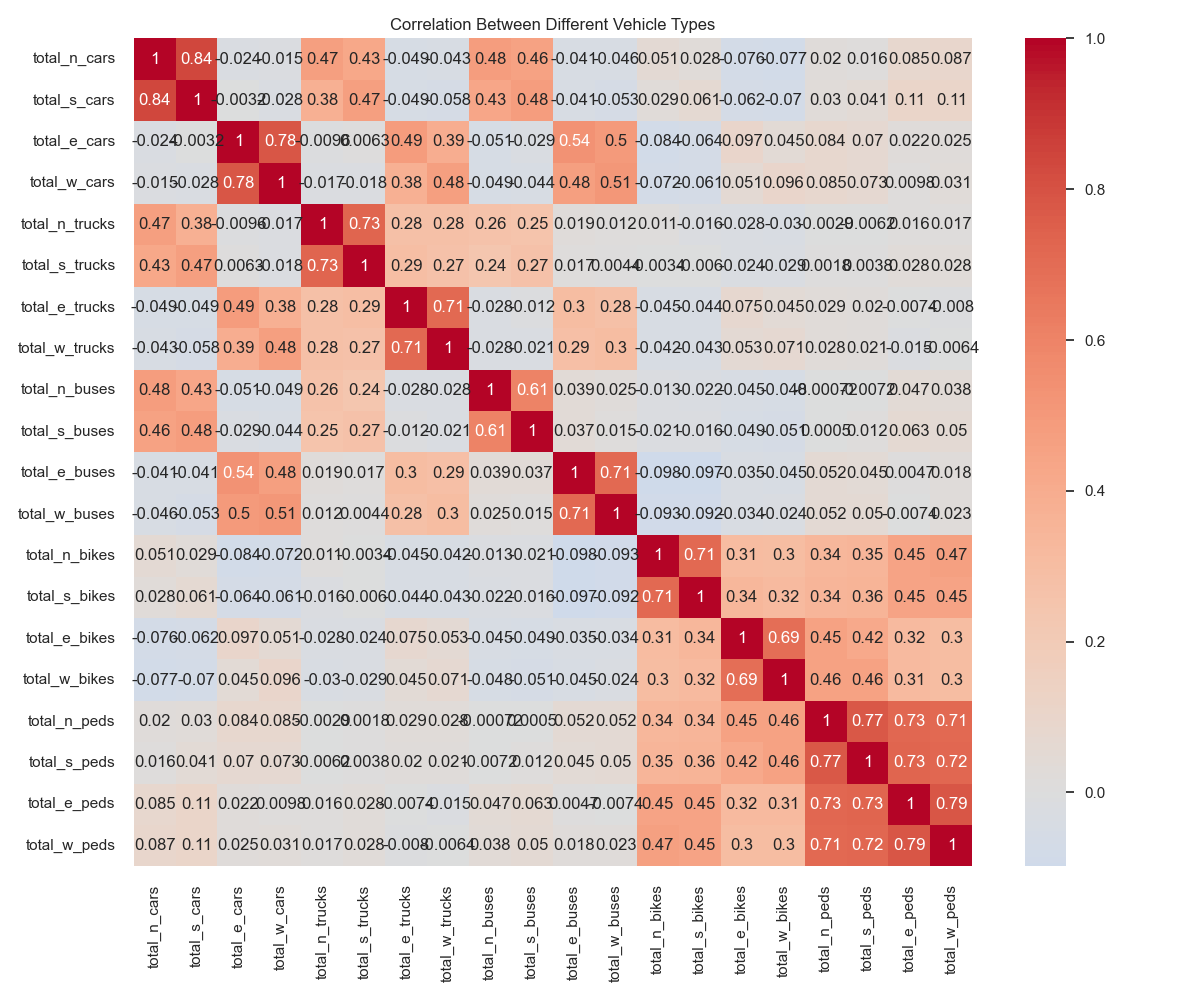 Correlation Between Different Vehicle Types
total_n_cars 1 0.84 -0.024 -0.015 0.47 0.43 -0.049 -0.043 0.48 0.46 -0.041 -0.046 0.051 0.028 -0.076 -0.077 0.02 0.016 0.085 0.087
total_s_cars 0.84 1 -0.0032 -0.028 0.38 0.47 -0.049 -0.058 0.43 0.48 -0.041 -0.053 0.029 0.061 -0.062 -0.07 0.03 0.041 0.11 0.11
total_e_cars -0.024 -0.0032 1 0.78 -0.0096 0.0063 0.49 0.39 -0.051 -0.029 0.54 0.5 -0.084 -0.064 0.097 0.045 0.084 0.07 0.022 0.025
total_w_cars -0.015 -0.028 0.78 1 -0.017 -0.018 0.38 0.48 -0.049 -0.044 0.48 0.51 -0.072 -0.061 0.051 0.096 0.085 0.073 0.0098 0.031
total_n_trucks 0.47 0.38 -0.0096 -0.017 1 0.73 0.28 0.28 0.26 0.25 0.019 0.012 0.011 -0.016 -0.028 -0.03 -0.0029 -0.0062 0.016 0.017
total_s_trucks 0.43 0.47 0.0063 -0.018 0.73 1 0.29 0.27 0.24 0.27 0.017 0.0044 -0.0034 -0.006 -0.024 -0.029 0.0018 0.0038 0.028 0.028
total_e_trucks -0.049 -0.049 0.49 0.38 0.28 0.29 1 0.71 -0.028 -0.012 0.3 0.28 -0.045 -0.044 0.075 0.045 0.029 0.02 -0.0074 -0.008
total_w_trucks -0.043 -0.058 0.39 0.48 0.28 0.27 0.71 1 -0.028 -0.021 0.29 0.3 -0.042 -0.043 0.053 0.071 0.028 0.021 -0.015 -0.0064
total_n_buses 0.48 0.43 -0.051 -0.049 0.26 0.24 -0.028 -0.028 1 0.61 0.039 0.025 -0.013 -0.022 -0.045 -0.048 -0.00072 0.0072 0.047 0.038
total_s_buses 0.46 0.48 -0.029 -0.044 0.25 0.27 -0.012 -0.021 0.61 1 0.037 0.015 -0.021 -0.016 -0.049 -0.051 0.0005 0.012 0.063 0.05
total_e_buses -0.041 -0.041 0.54 0.48 0.019 0.017 0.3 0.29 0.039 0.037 1 0.71 -0.098 -0.097 -0.035 -0.045 0.052 0.045 0.0047 0.018
total_w_buses -0.046 -0.053 0.5 0.51 0.012 0.0044 0.28 0.3 0.025 0.015 0.71 1 -0.093 -0.092 -0.034 -0.024 0.052 0.05 -0.0074 0.023
total_n_bikes 0.051 0.029 -0.084 -0.072 0.011 -0.0034 -0.045 -0.042 -0.013 -0.021 -0.098 -0.093 1 0.71 0.31 0.3 0.34 0.35 0.45 0.47
total_s_bikes 0.028 0.061 -0.064 -0.061 -0.016 -0.006 -0.044 -0.043 -0.022 -0.016 -0.097 -0.092 0.71 1 0.34 0.32 0.34 0.36 0.45 0.45
total_e_bikes -0.076 -0.062 0.097 0.051 -0.028 -0.024 0.075 0.053 -0.045 -0.049 -0.035 -0.034 0.31 0.34 1 0.69 0.45 0.42 0.32 0.3
total_w_bikes -0.077 -0.07 0.045 0.096 -0.03 -0.029 0.045 0.071 -0.048 -0.051 -0.045 -0.024 0.3 0.32 0.69 1 0.46 0.46 0.31 0.3
total_n_peds 0.02 0.03 0.084 0.085 -0.0029 0.0018 0.029 0.028 -0.00072 0.0005 0.052 0.052 0.34 0.34 0.45 0.46 1 0.77 0.73 0.71
total_s_peds 0.016 0.041 0.07 0.073 -0.0062 0.0038 0.02 0.021 0.0072 0.012 0.045 0.05 0.35 0.36 0.42 0.46 0.77 1 0.73 0.72
total_e_peds 0.085 0.11 0.022 0.0098 0.016 0.028 -0.0074 -0.015 0.047 0.063 0.0047 -0.0074 0.45 0.45 0.32 0.31 0.73 0.73 1 0.79
total_w_peds 0.087 0.11 0.025 0.031 0.017 0.028 -0.008 -0.0064 0.038 0.05 0.018 0.023 0.47 0.45 0.3 0.3 0.71 0.72 0.79 1
total_n_cars
total_s_cars
total_e_cars
total_w_cars
total_n_trucks
total_s_trucks
total_e_trucks
total_w_trucks
total_n_buses
total_s_buses
total_e_buses
total_w_buses
total_n_bikes
total_s_bikes
total_e_bikes
total_w_bikes
total_n_peds
total_s_peds
total_e_peds
total_w_peds
1.0
0.8
0.6
0.4
0.2
0.0